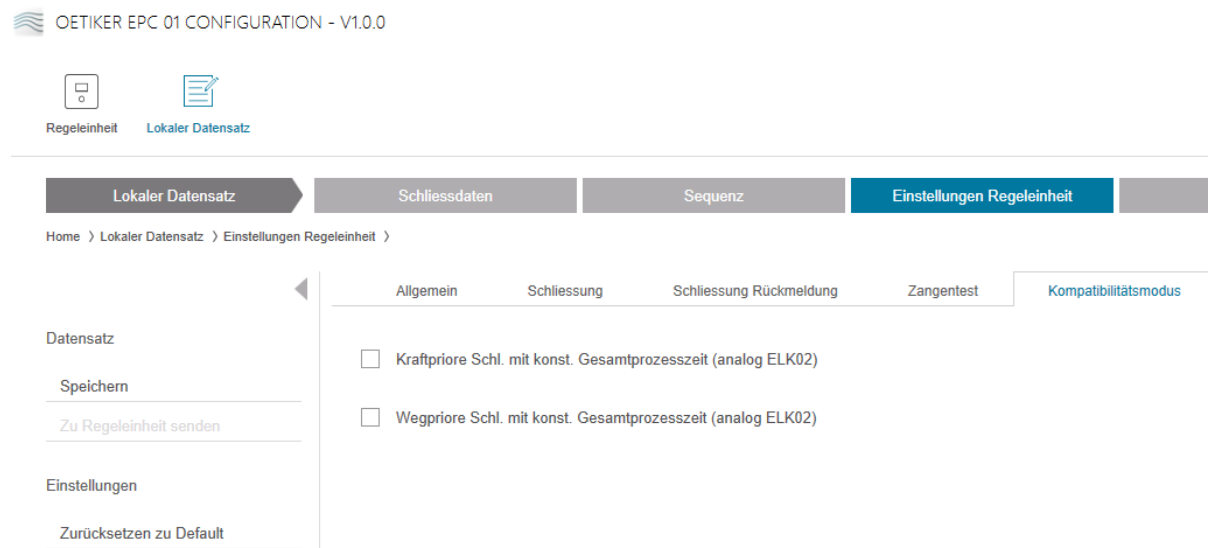 OETIKER EPC 01 CONFIGURATION - V1.0.0
Regeleinheit Lokaler Datensatz
Lokaler Datensatz Schliessdaten Sequenz Einstellungen Regeleinheit
Home > Lokaler Datensatz > Einstellungen Regeleinheit >
Allgemein Schliessung Schliessung Rückmeldung Zangentest Kompatibilitätsmodus
Datensatz
Kraftpriore Schl. mit konst. Gesamtprozesszeit (analog ELK02)
Speichern
Wegpriore Schl. mit konst. Gesamtprozesszeit (analog ELK02)
Zu Regeleinheit senden
Einstellungen
Zurücksetzen zu Default